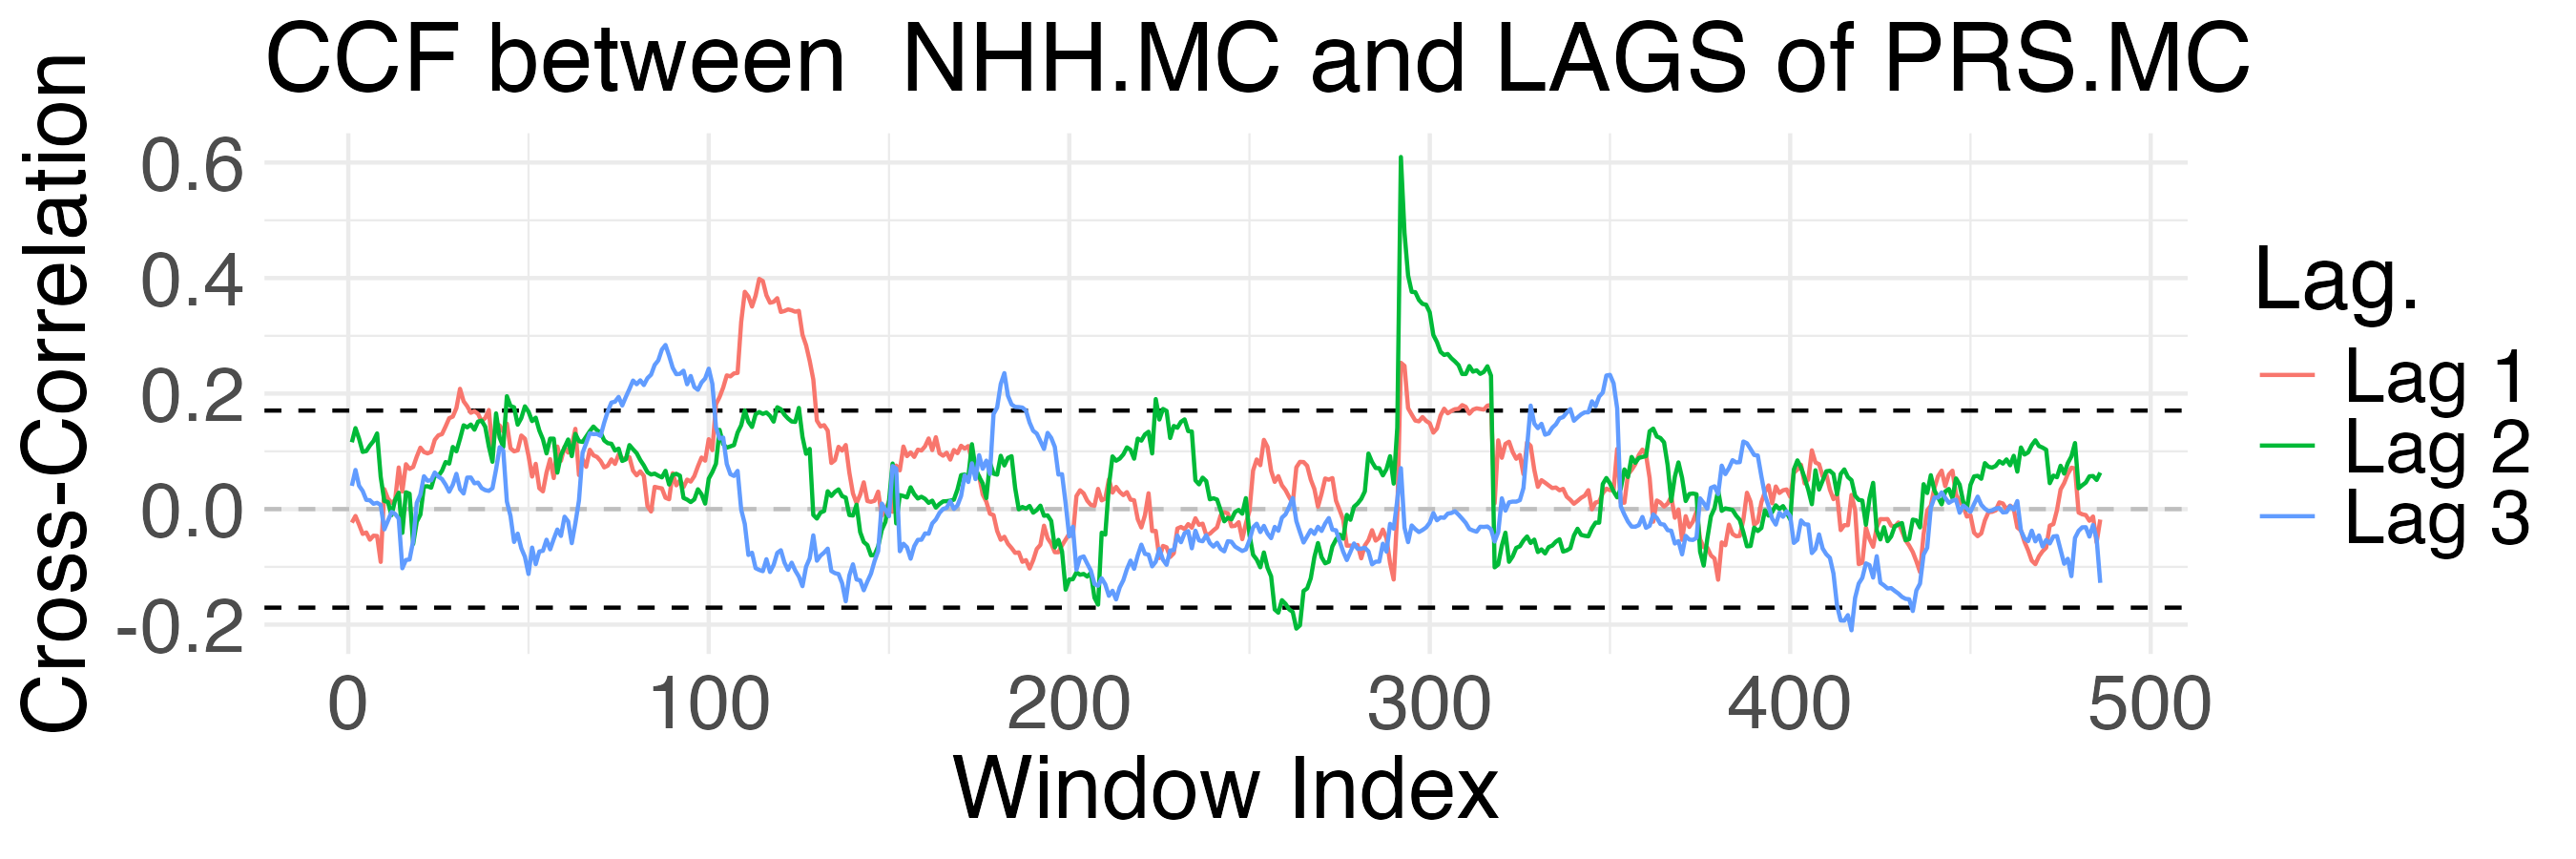 CCF between  NHH.MC and LAGS of PRS.MC
Cross-Correlation
0.6
0.4
0.2
0.0
-0.2
0 100 200 300 400 500
Window Index
Lag.
Lag 1
Lag 2
Lag 3